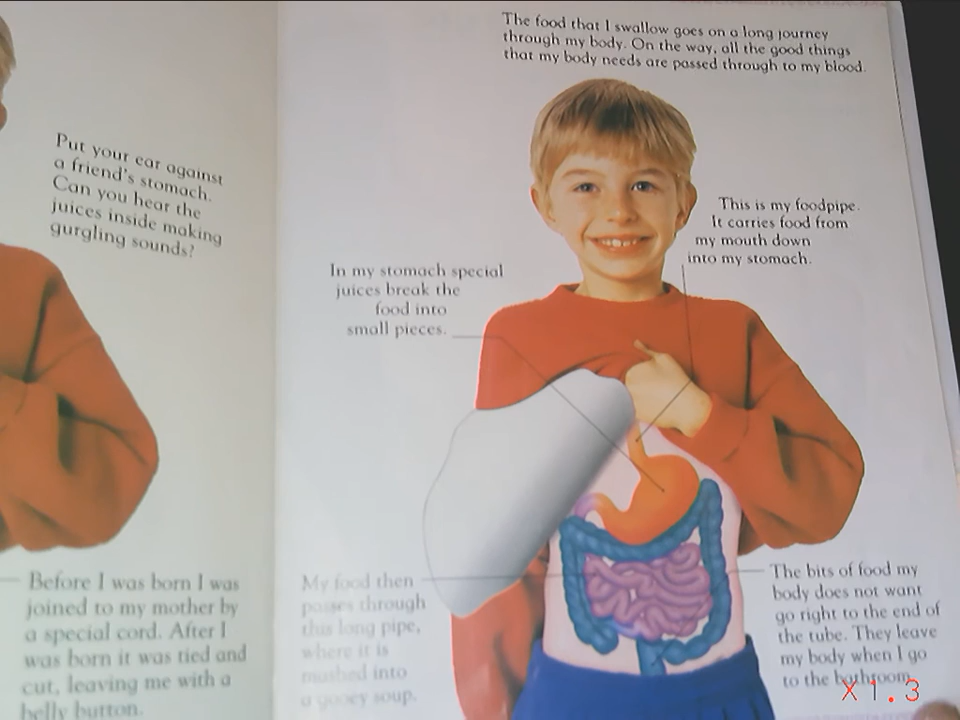 Put your ear against
a friend's stomach.
Can you hear the
juices inside making
gurgling sounds?
Before I was born I was
joined to my mother by
a special cord. After I
was born it was tied and
cut, leaving me with a
belly button.
The food that I swallow goes on a long journey
through my body. On the way, all the good things
that my body needs are passed through to my blood.
This is my foodpipe.
It carries food from
my mouth down
into my stomach.
In my stomach special
juices break the
food into
small pieces.
My food then
passes through
this long pipe,
where it is
mushed into
a gooey soup.
The bits of food my
body does not want
go right to the end of
the tube. They leave
my body when I go
to the bathroom.
X1.3